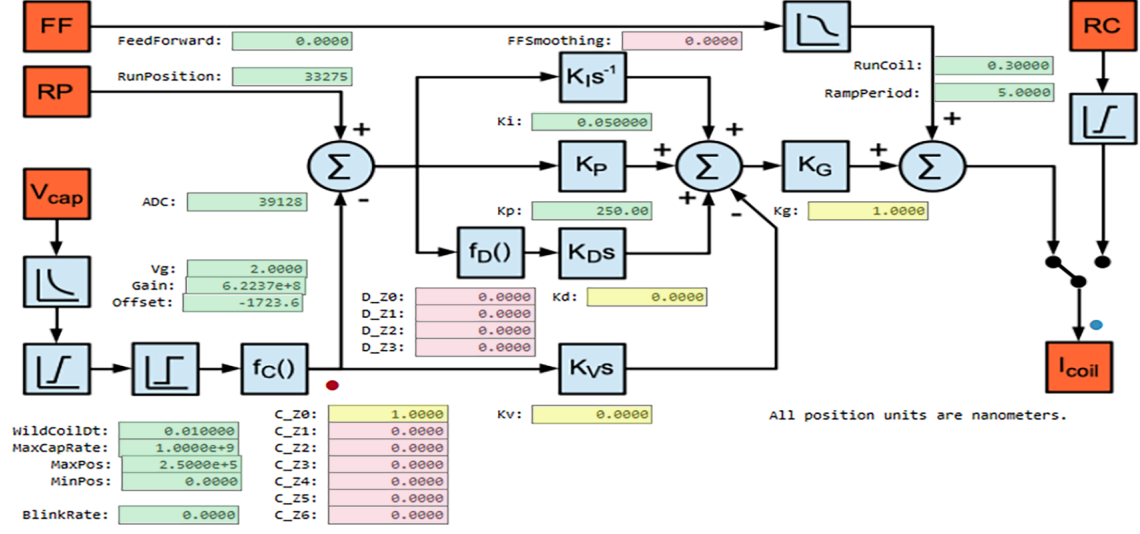 FF
FeedForward: 0.0000
FFSmoothing: 0.0000
RC
RP
RunPosition: 33275
KIs-1
RunCoil: 0.30000
RampPeriod: 5.0000
Ki: 0.050000
+
+
+
Σ
KP
+
Σ
KG
+
Σ
Vcap
ADC: 39128
-
Kp: 250.00
+
-
Kg: 1.0000
fD()
KDs
Vg: 2.0000
Gain: 6.2237e+8
Offset: -1723.6
D_Z0: 0.0000
Kd: 0.0000
D_Z1: 0.0000
D_Z2: 0.0000
D_Z3: 0.0000
fC()
KVs
Icoil
C_Z0: 1.0000
Kv: 0.0000
All position units are nanometers.
WildCoilDt: 0.010000
C_Z1: 0.0000
MaxCapRate: 1.0000e+9
C_Z2: 0.0000
MaxPos: 2.5000e+5
C_Z3: 0.0000
MinPos: 0.0000
C_Z4: 0.0000
C_Z5: 0.0000
BlinkRate: 0.0000
C_Z6: 0.0000